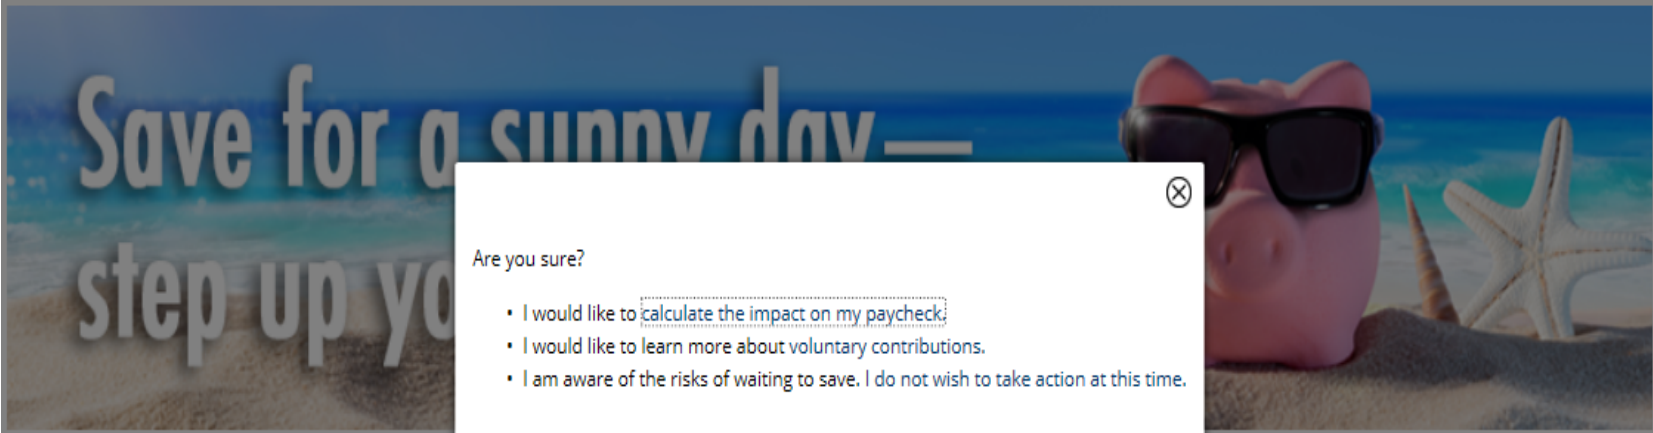 Save for a sunny day—
step up yo
Are you sure?
• I would like to calculate the impact on my paycheck.
• I would like to learn more about voluntary contributions.
• I am aware of the risks of waiting to save. I do not wish to take action at this time.